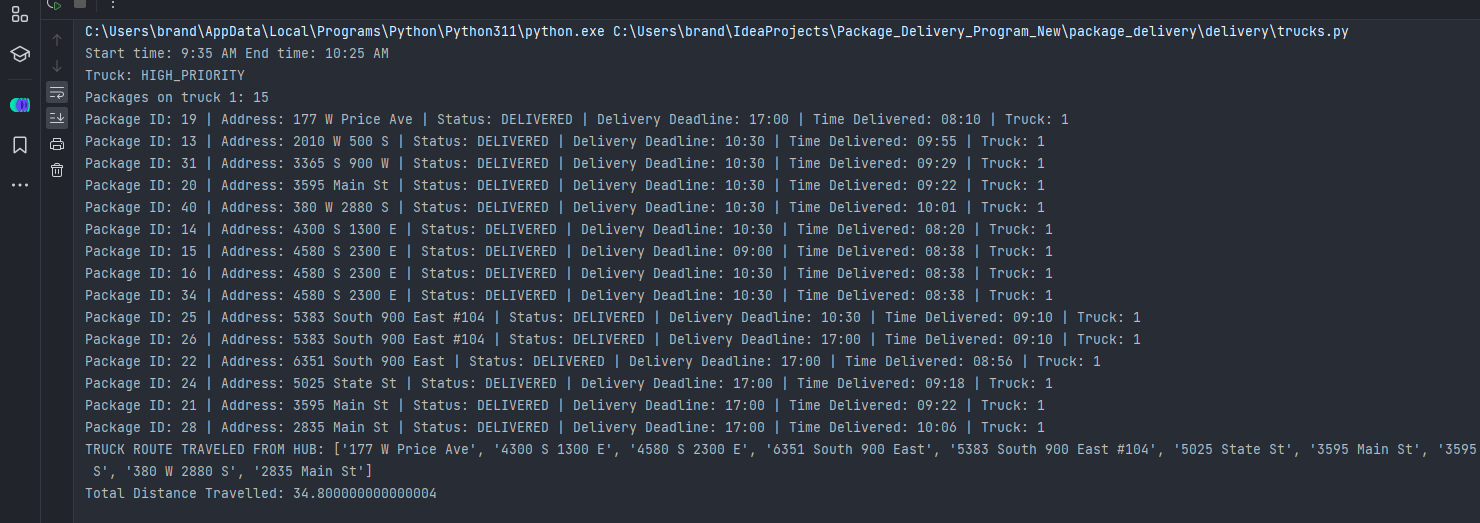 C:\Users\brand\AppData\Local\Programs\Python\Python311\python.exe C:\Users\brand\IdeaProjects\Package_Delivery_Program_New\package_delivery\delivery\trucks.py
Start time: 9:35 AM End time: 10:25 AM
Truck: HIGH_PRIORITY
Packages on truck 1: 15
Package ID: 19 | Address: 177 W Price Ave | Status: DELIVERED | Delivery Deadline: 17:00 | Time Delivered: 08:10 | Truck: 1
Package ID: 13 | Address: 2010 W 500 S | Status: DELIVERED | Delivery Deadline: 10:30 | Time Delivered: 09:55 | Truck: 1
Package ID: 31 | Address: 3365 S 900 W | Status: DELIVERED | Delivery Deadline: 10:30 | Time Delivered: 09:29 | Truck: 1
Package ID: 20 | Address: 3595 Main St | Status: DELIVERED | Delivery Deadline: 10:30 | Time Delivered: 09:22 | Truck: 1
Package ID: 40 | Address: 380 W 2880 S | Status: DELIVERED | Delivery Deadline: 10:30 | Time Delivered: 10:01 | Truck: 1
Package ID: 14 | Address: 4300 S 1300 E | Status: DELIVERED | Delivery Deadline: 10:30 | Time Delivered: 08:20 | Truck: 1
Package ID: 15 | Address: 4580 S 2300 E | Status: DELIVERED | Delivery Deadline: 09:00 | Time Delivered: 08:38 | Truck: 1
Package ID: 16 | Address: 4580 S 2300 E | Status: DELIVERED | Delivery Deadline: 10:30 | Time Delivered: 08:38 | Truck: 1
Package ID: 34 | Address: 4580 S 2300 E | Status: DELIVERED | Delivery Deadline: 10:30 | Time Delivered: 08:38 | Truck: 1
Package ID: 25 | Address: 5383 South 900 East #104 | Status: DELIVERED | Delivery Deadline: 10:30 | Time Delivered: 09:10 | Truck: 1
Package ID: 26 | Address: 5383 South 900 East #104 | Status: DELIVERED | Delivery Deadline: 17:00 | Time Delivered: 09:10 | Truck: 1
Package ID: 22 | Address: 6351 South 900 East | Status: DELIVERED | Delivery Deadline: 17:00 | Time Delivered: 08:56 | Truck: 1
Package ID: 24 | Address: 5025 State St | Status: DELIVERED | Delivery Deadline: 17:00 | Time Delivered: 09:18 | Truck: 1
Package ID: 21 | Address: 3595 Main St | Status: DELIVERED | Delivery Deadline: 17:00 | Time Delivered: 09:22 | Truck: 1
Package ID: 28 | Address: 2835 Main St | Status: DELIVERED | Delivery Deadline: 17:00 | Time Delivered: 10:06 | Truck: 1
TRUCK ROUTE TRAVELED FROM HUB: ['177 W Price Ave', '4300 S 1300 E', '4580 S 2300 E', '6351 South 900 East', '5383 South 900 East #104', '5025 State St', '3595 Main St', '3595
S', '380 W 2880 S', '2835 Main St']
Total Distance Travelled: 34.800000000000004